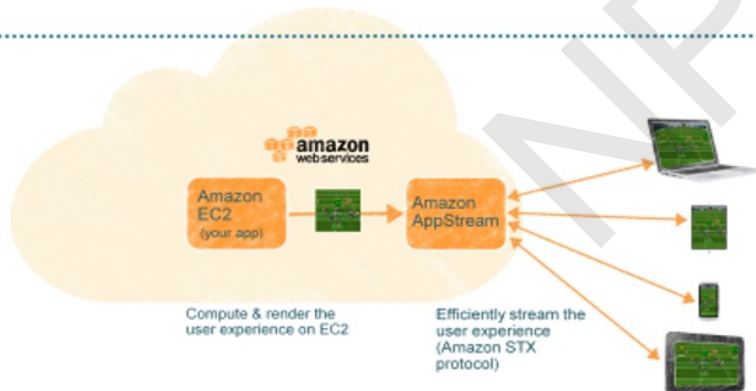 NP
amazon
webservices
Amazon
EC2
(your app)
Amazon
AppStream
Compute & render the
user experience on EC2
Efficiently stream the
user experience
(Amazon STX
protocol)